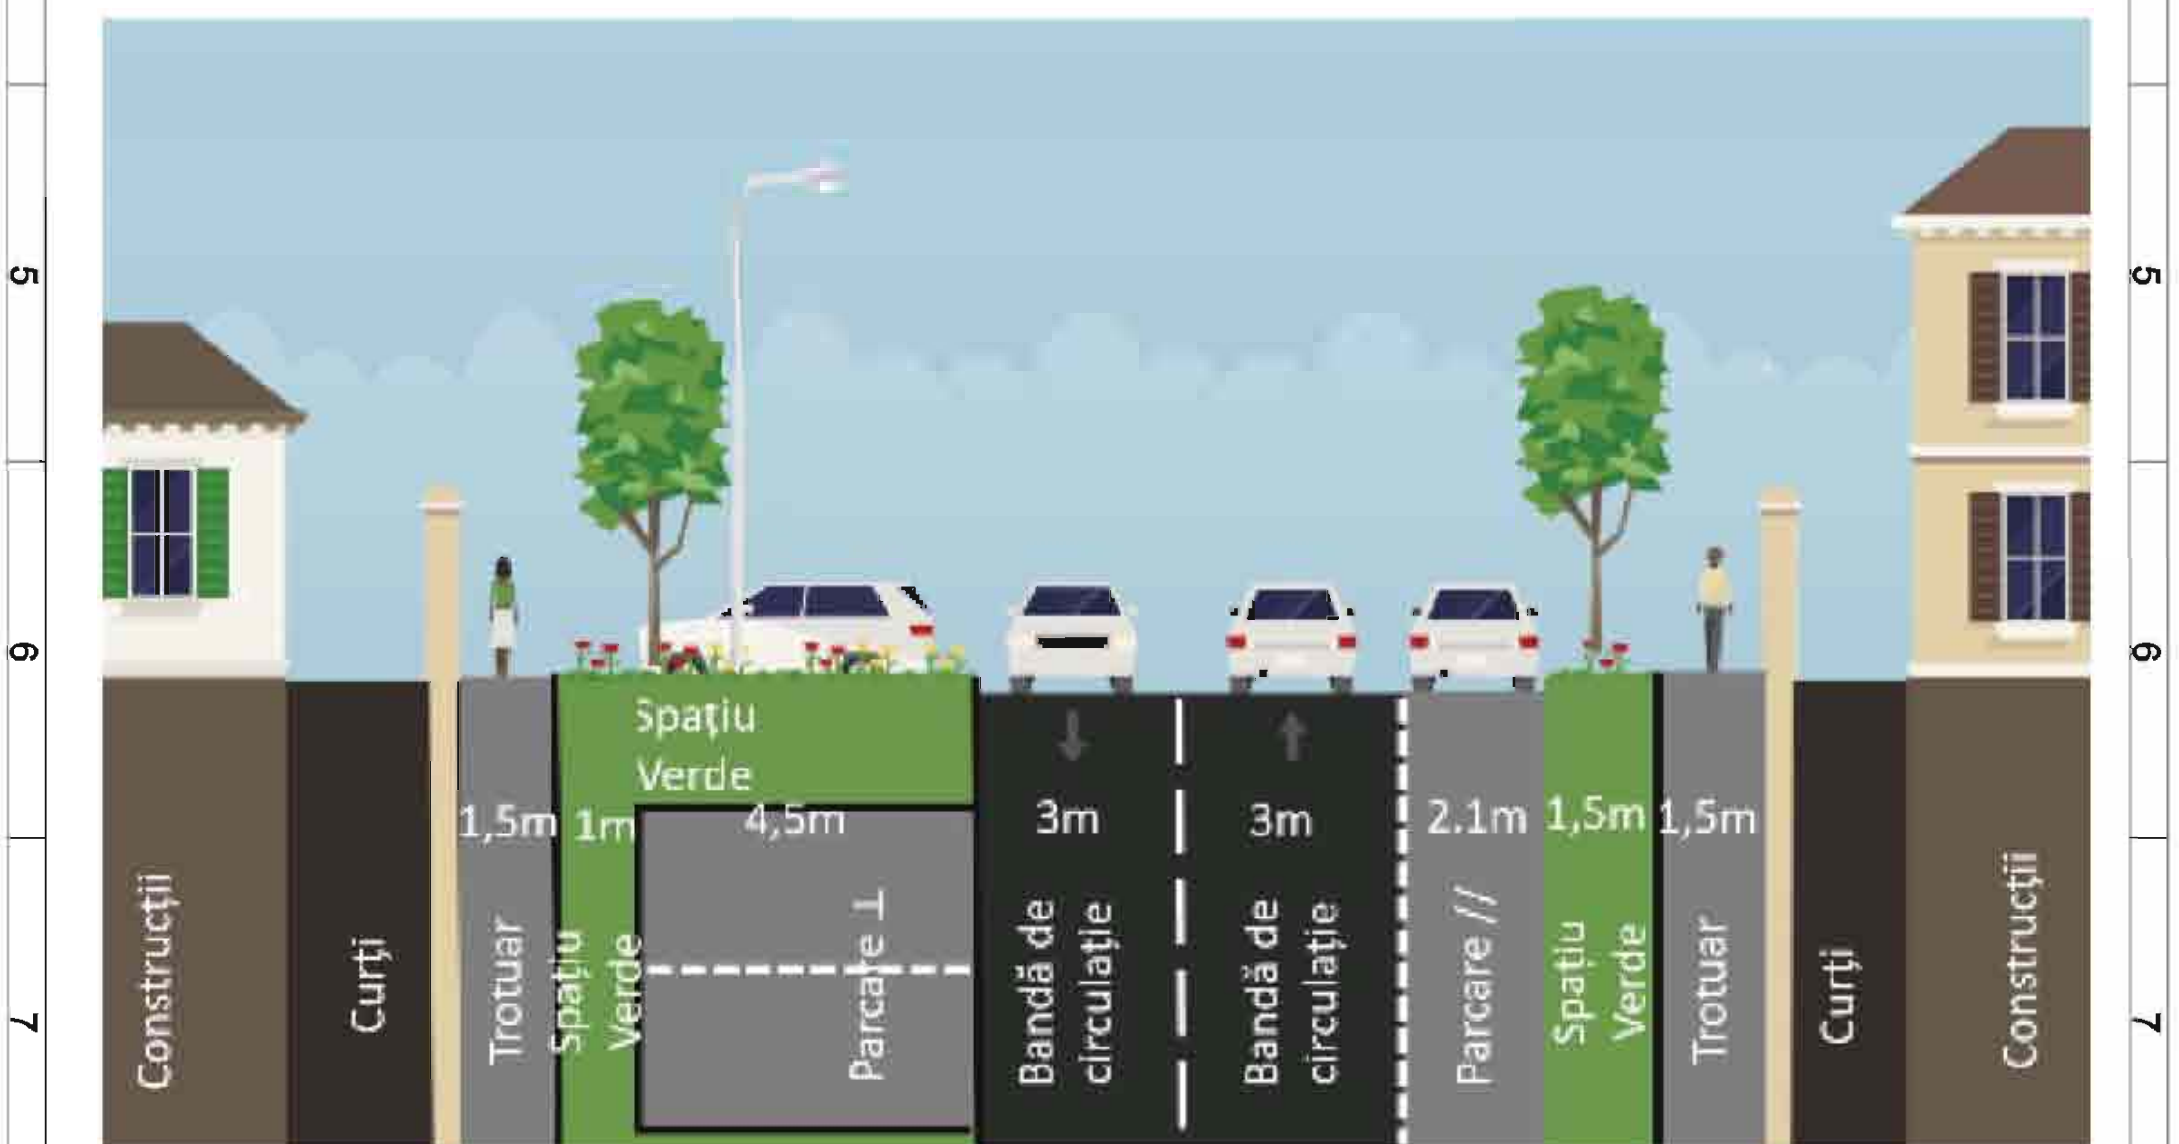 5
5
6
6
7
7
Spațiu
Verde
1,5m
1m
4,5m
3m
3m
2.1m
1,5m
1,5m
Construcții
Curți
Trotuar
Spațiu
Verde
Parcare ⊥
Bandă de
circulație
Bandă de
circulație
Parcare //
Spațiu
Verde
Trotuar
Curți
Construcții